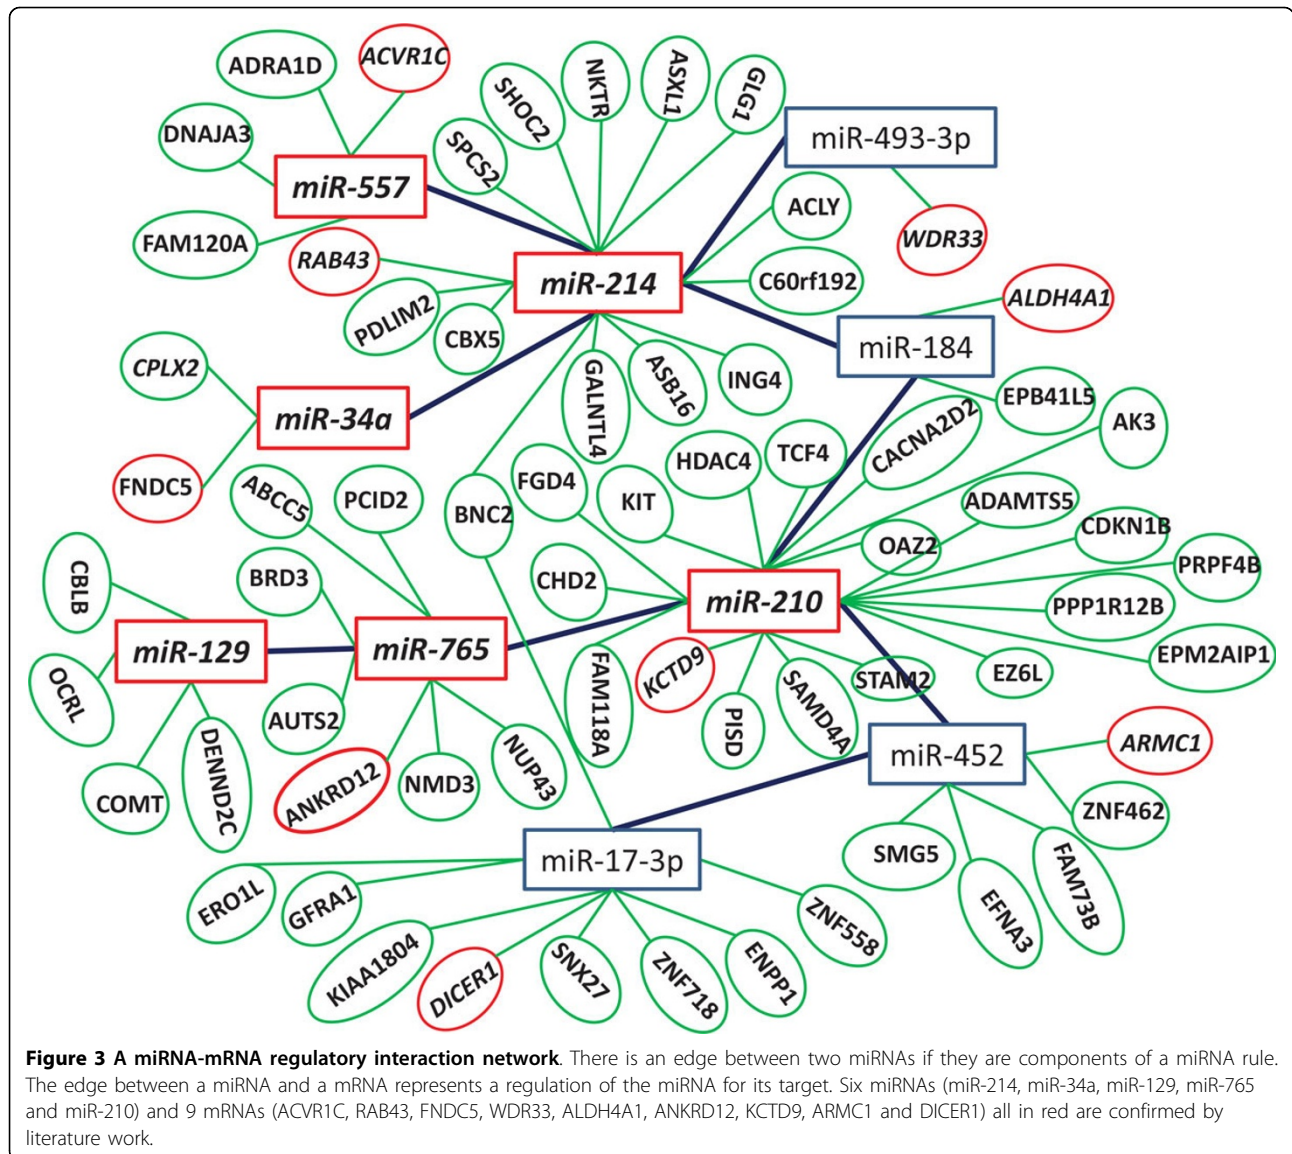 ADRA1D
ACVR1C
DNAJA3
miR-557
FAM120A
SPCS2
SHOC2
NKTR
ASXL1
GLG1
miR-493-3p
ACLY
WDR33
RAB43
PDLIM2
CBX5
miR-214
C60rf192
ALDH4A1
miR-184
CPLX2
miR-34a
FNDC5
GALNTL4
ASB16
ING4
EPB41L5
AK3
CACNA2D2
TCF4
HDAC4
KIT
FGD4
BNC2
ABCC5
PCID2
ADAMTS5
CDKN1B
OAZ2
PRPF4B
CBLB
BRD3
CHD2
miR-210
PPP1R12B
miR-129
miR-765
EPM2AIP1
OCRL
AUTS2
FAM118A
KCTD9
PISD
SAMD4A
STAM2
EZ6L
COMT
DENND2C
ANKRD12
NMD3
NUP43
miR-452
ARMC1
ZNF462
miR-17-3p
SMG5
EFNA3
FAM73B
ERO1L
GFRA1
KIAA1804
DICER1
SNX27
ZNF718
ENPP1
ZNF558
Figure 3 A miRNA-mRNA regulatory interaction network. There is an edge between two miRNAs if they are components of a miRNA rule.
The edge between a miRNA and a mRNA represents a regulation of the miRNA for its target. Six miRNAs (miR-214, miR-34a, miR-129, miR-765
and miR-210) and 9 mRNAs (ACVR1C, RAB43, FNDC5, WDR33, ALDH4A1, ANKRD12, KCTD9, ARMC1 and DICER1) all in red are confirmed by
literature work.